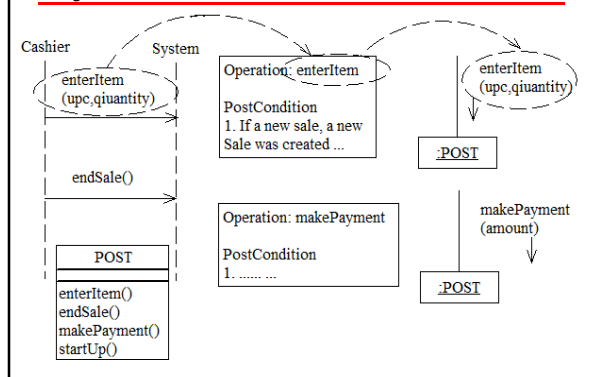 Cashier
System
enterItem
(upc,qiuantity)
endSale()
POST
enterItem()
endSale()
makePayment()
startUp()
Operation: enterItem
PostCondition
1. If a new sale, a new
Sale was created ...
Operation: makePayment
PostCondition
1. ...... ...
enterItem
(upc,qiuantity)
:POST
makePayment
(amount)
:POST